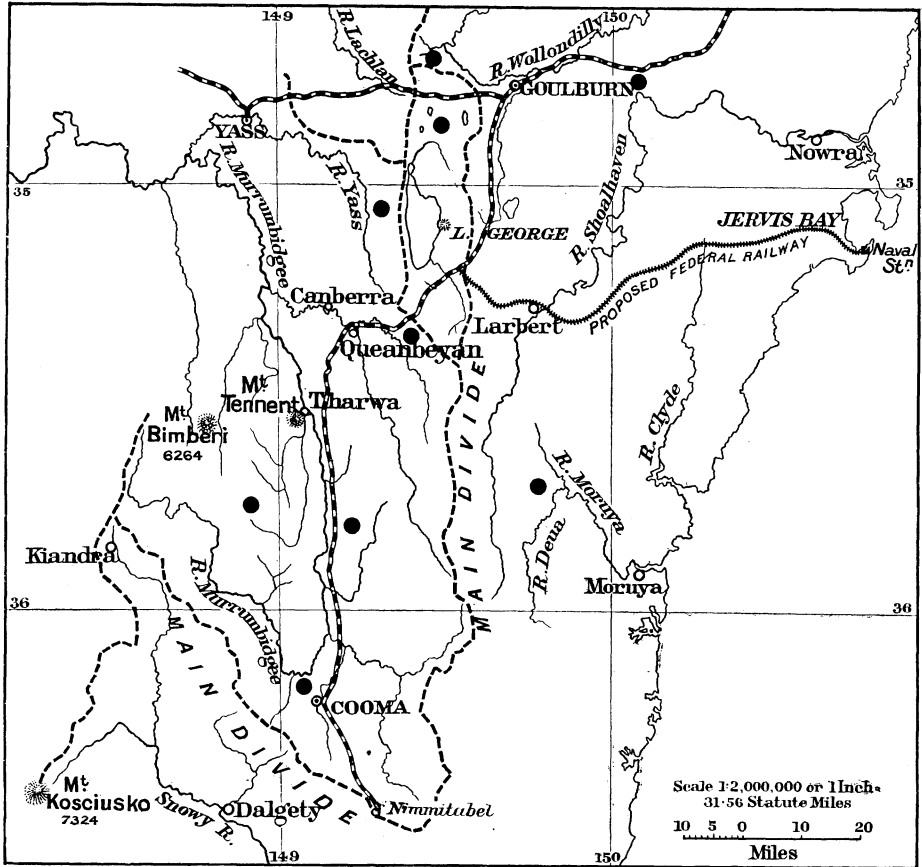 149
150
R. Lachlan
R. Wollondilly
GOULBURN
YASS
Nowra
35
35
R. Murrumbidgee
R. Yass
R. Shoalhaven
L. GEORGE
JERVIS BAY
Naval
Stn
PROPOSED FEDERAL RAILWAY
Canberra
Larbert
Queanbeyan
Mt.
Tennent
Tharwa
Mt.
Bimberi
6264
MAIN DIVIDE
R. Clyde
R. Moruya
R. Deua
Kiandra
Moruya
R. Murrumbidgee
36
36
MAIN DIVIDE
COOMA
Mt.
Kosciusko
7324
Snowy R.
Dalgety
Nimmitubel
Scale 1:2,000,000 or 1 Inch=
31·56 Statute Miles
10 5 0 10 20
Miles
149
150